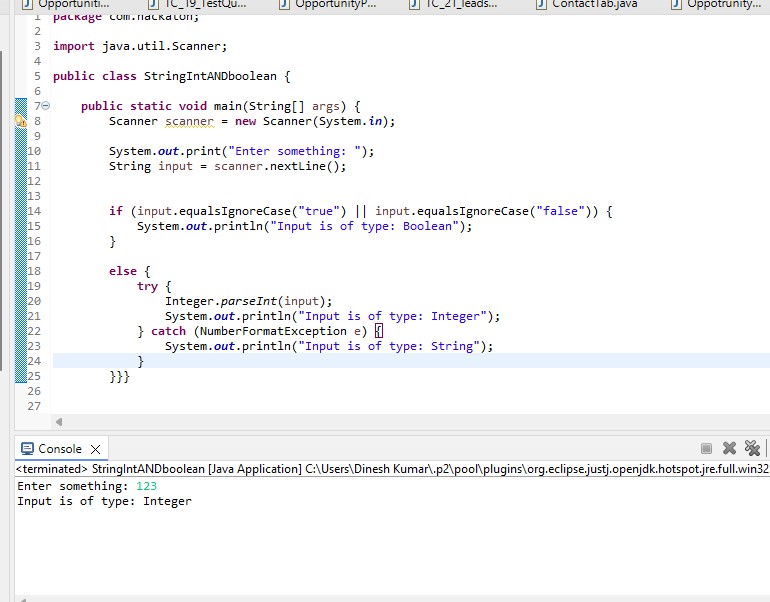 Opportuniti... TC_19_TestQu... OpportunityP... TC_21_leads... ContactTab.java Oppotrunity...
1 package com.hackaton;
2
3 import java.util.Scanner;
4
5 public class StringIntANDboolean {
6
7 public static void main(String[] args) {
8 Scanner scanner = new Scanner(System.in);
9
10 System.out.print("Enter something: ");
11 String input = scanner.nextLine();
12
13
14 if (input.equalsIgnoreCase("true") || input.equalsIgnoreCase("false")) {
15 System.out.println("Input is of type: Boolean");
16 }
17
18 else {
19 try {
20 Integer.parseInt(input);
21 System.out.println("Input is of type: Integer");
22 } catch (NumberFormatException e) {
23 System.out.println("Input is of type: String");
24 }
25 }}}
26
27
Console
<terminated> StringIntANDboolean [Java Application] C:\Users\Dinesh Kumar\.p2\pool\plugins\org.eclipse.justj.openjdk.hotspot.jre.full.win32
Enter something: 123
Input is of type: Integer